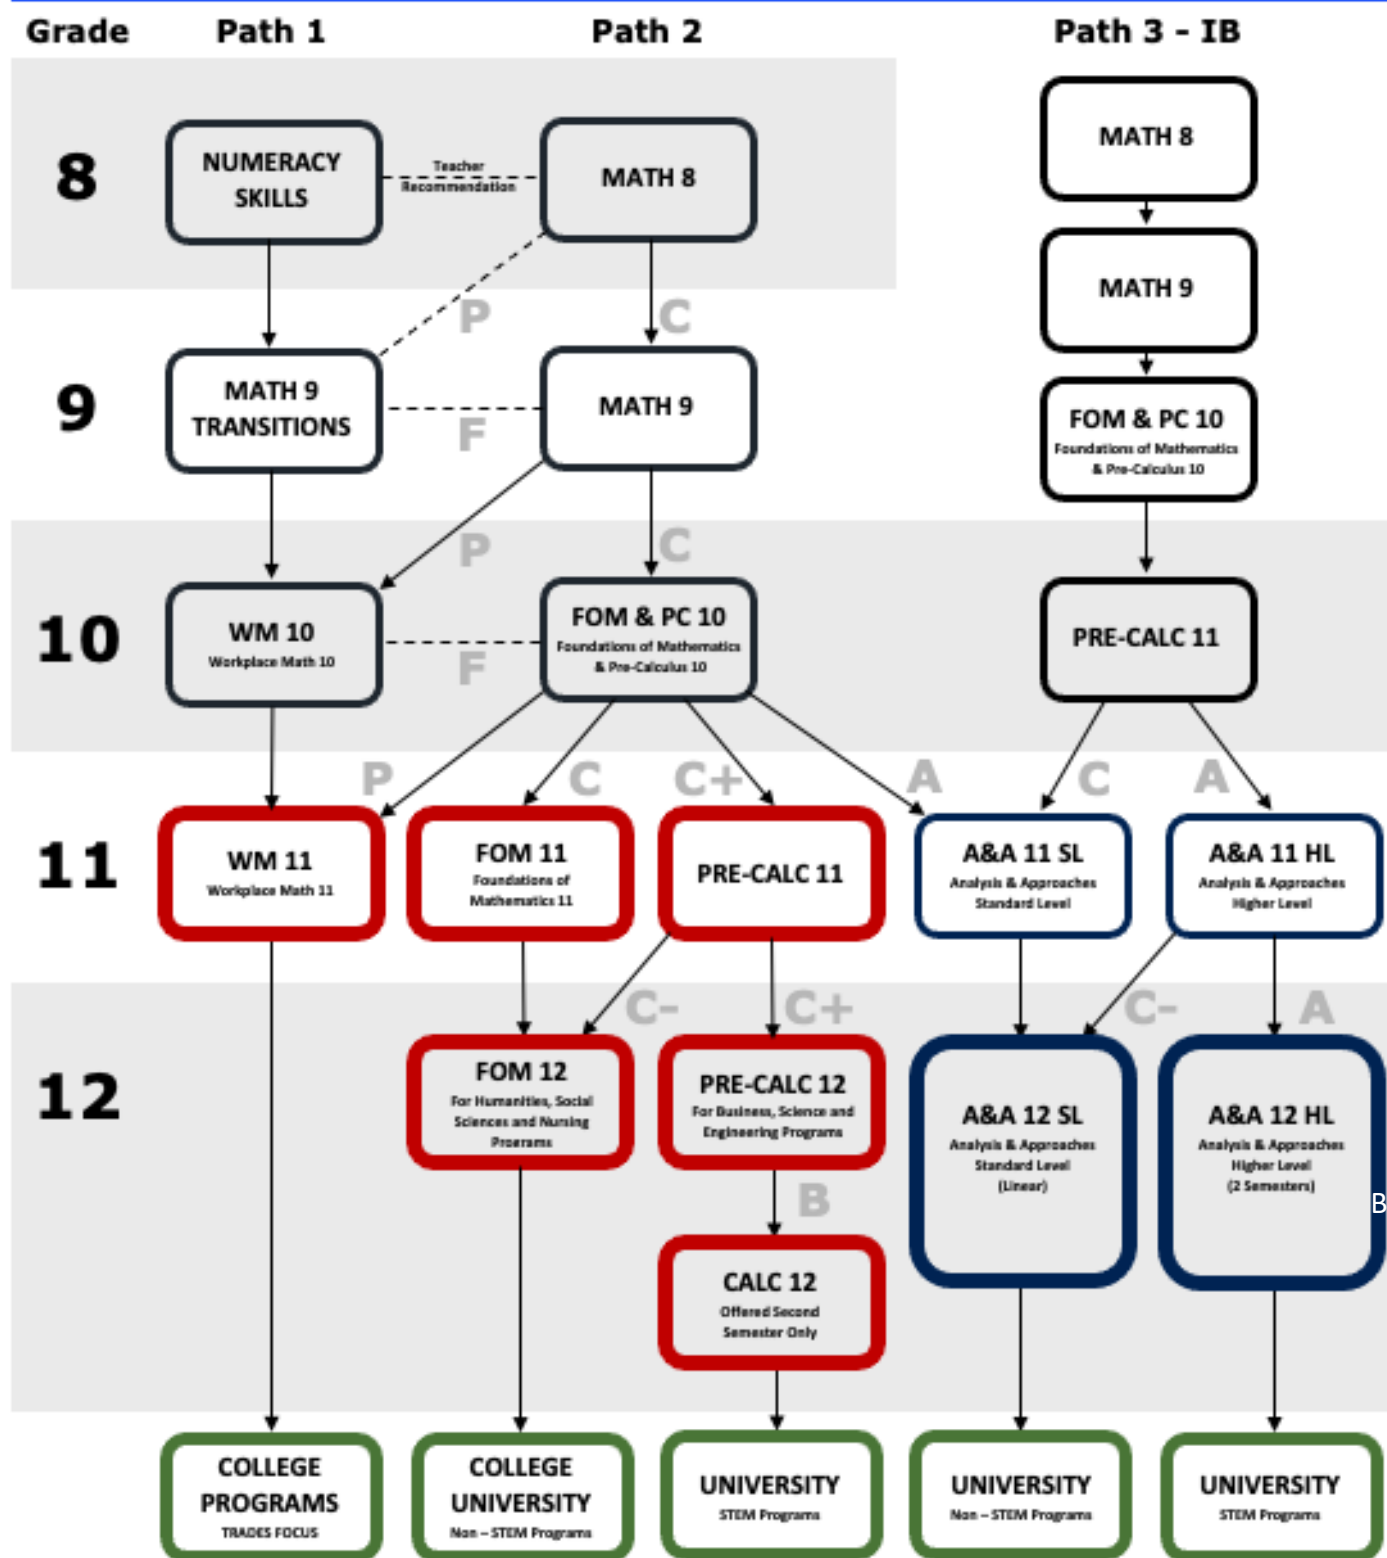 Grade Path 1 Path 2 Path 3 - IB
8
NUMERACY
SKILLS
Teacher
Recommendation
MATH 8
MATH 8
P
C
MATH 9
9
MATH 9
TRANSITIONS
F
MATH 9
FOM & PC 10
Foundations of Mathematics
& Pre-Calculus 10
P
C
10
WM 10
Workplace Math 10
F
FOM & PC 10
Foundations of Mathematics
& Pre-Calculus 10
PRE-CALC 11
P
C
C+
A
C
A
11
WM 11
Workplace Math 11
FOM 11
Foundations of
Mathematics 11
PRE-CALC 11
A&A 11 SL
Analysis & Approaches
Standard Level
A&A 11 HL
Analysis & Approaches
Higher Level
C-
C+
C-
A
12
FOM 12
For Humanities, Social
Sciences and Nursing
Programs
PRE-CALC 12
For Business, Science and
Engineering Programs
A&A 12 SL
Analysis & Approaches
Standard Level
(Linear)
A&A 12 HL
Analysis & Approaches
Higher Level
(2 Semesters)
B
B
CALC 12
Offered Second
Semester Only
COLLEGE
PROGRAMS
TRADES FOCUS
COLLEGE
UNIVERSITY
Non – STEM Programs
UNIVERSITY
STEM Programs
UNIVERSITY
Non – STEM Programs
UNIVERSITY
STEM Programs